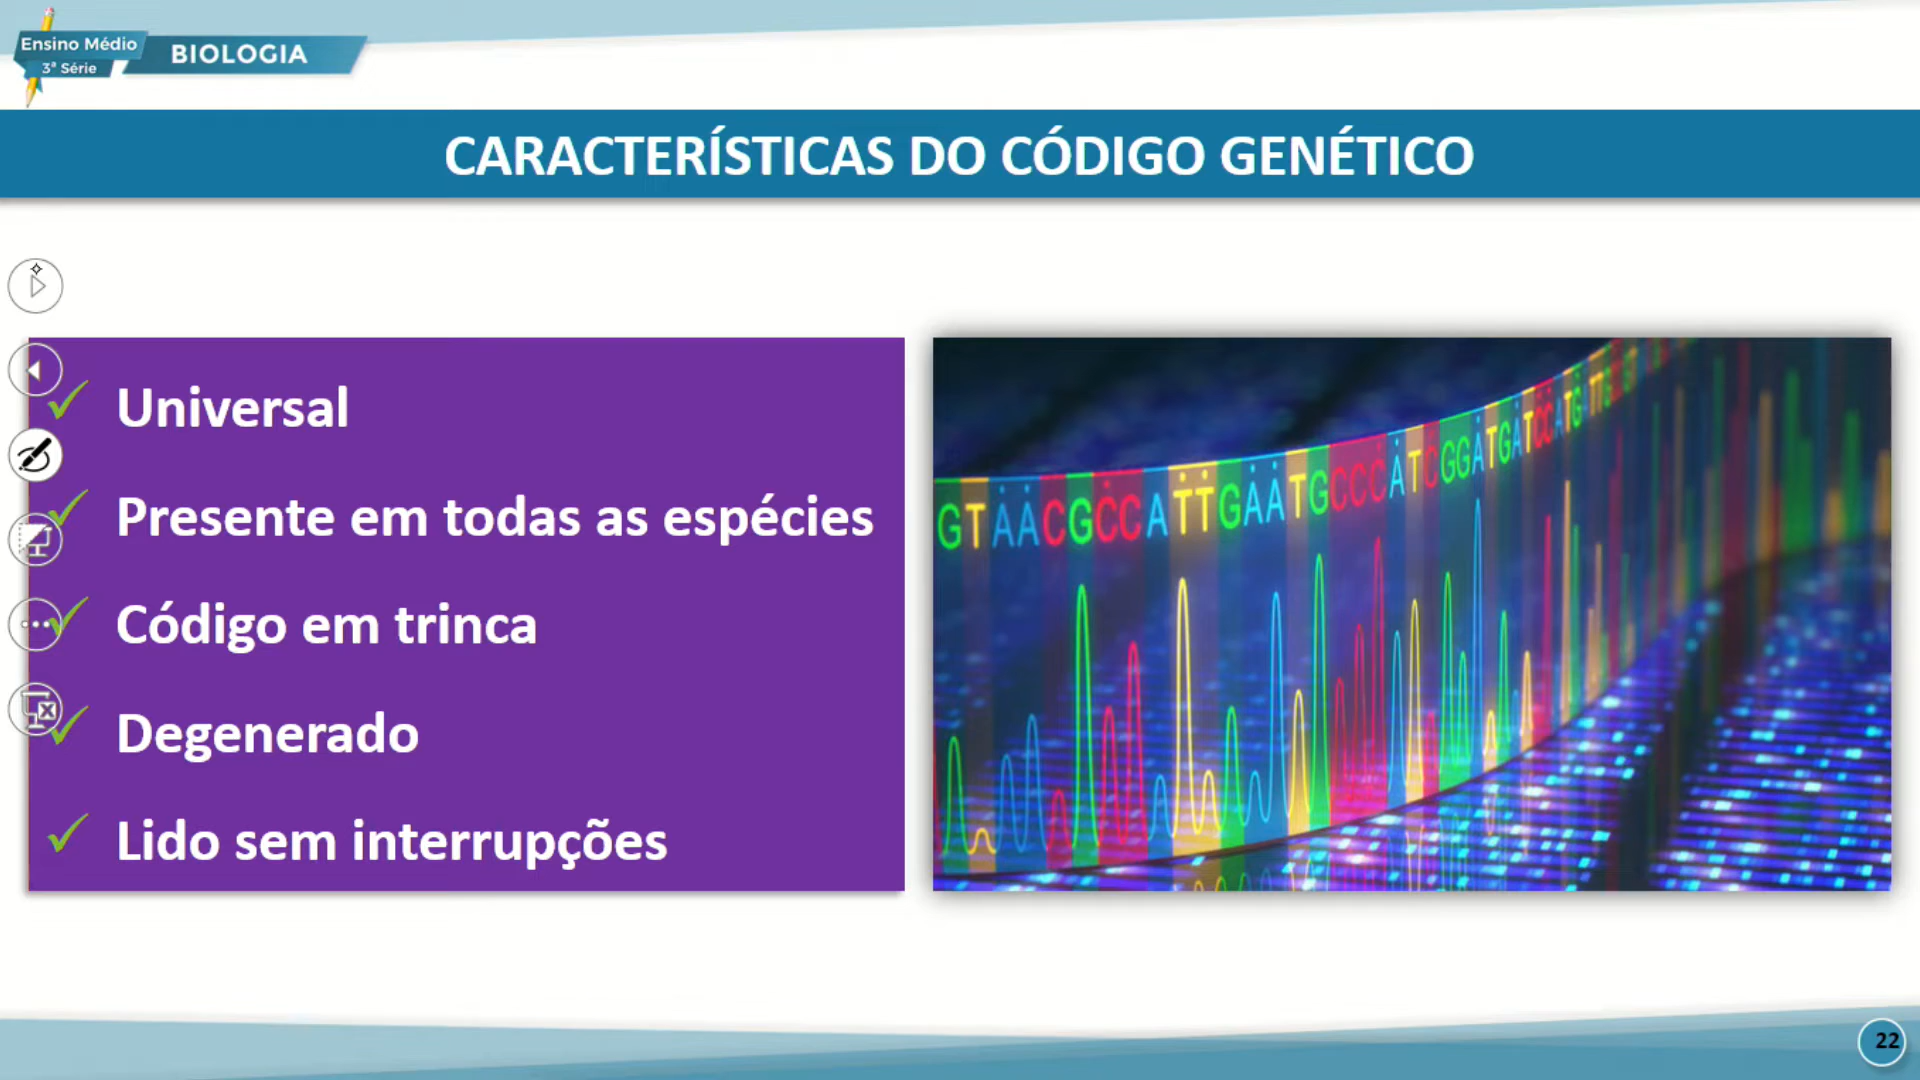 Ensino Médio
3ª Série
BIOLOGIA
CARACTERÍSTICAS DO CÓDIGO GENÉTICO
Universal
Presente em todas as espécies
Código em trinca
Degenerado
Lido sem interrupções
GTAACGCCATTGAATGCCCATCGGATGATCCATG
22